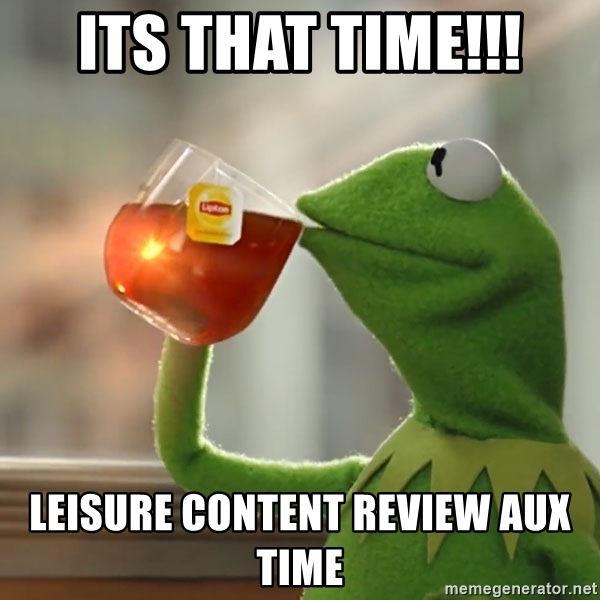 ITS THAT TIME!!!
Lipton
LEISURE CONTENT REVIEW AUX
TIME
memegenerator.net